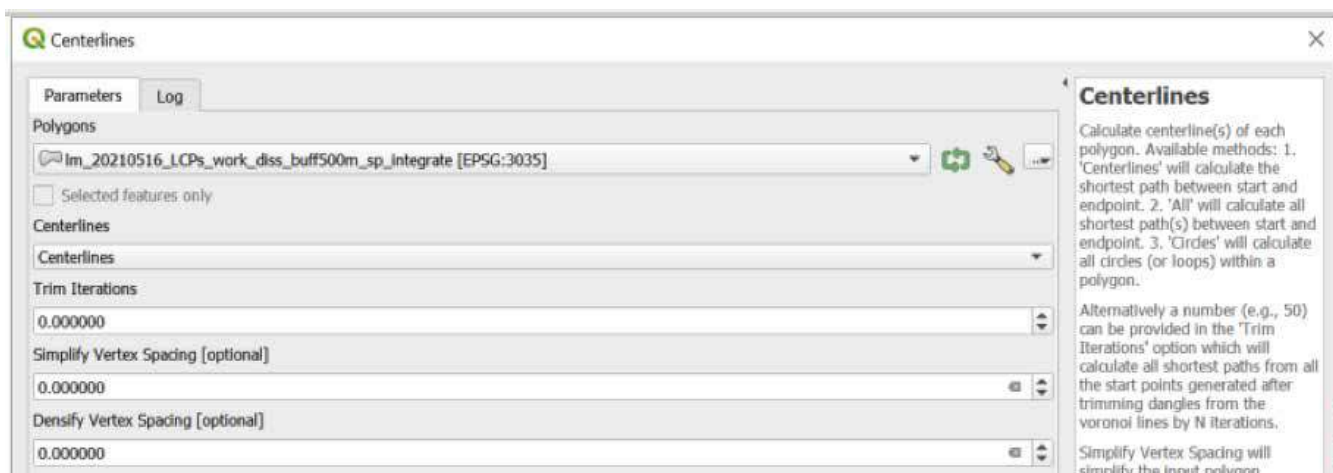 Centerlines
Parameters
Log
Polygons
lm_20210516_LCPs_work_diss_buff500m_sp_integrate [EPSG:3035]
Selected features only
Centerlines
Centerlines
Trim Iterations
0.000000
Simplify Vertex Spacing [optional]
0.000000
Densify Vertex Spacing [optional]
0.000000
Centerlines
Calculate centerline(s) of each
polygon. Available methods: 1.
'Centerlines' will calculate the
shortest path between start and
endpoint. 2. 'All' will calculate all
shortest path(s) between start and
endpoint. 3. 'Circles' will calculate
all circles (or loops) within a
polygon.
Alternatively a number (e.g., 50)
can be provided in the 'Trim
Iterations' option which will
calculate all shortest paths from all
the start points generated after
trimming dangles from the
voronoi lines by N iterations.
Simplify Vertex Spacing will
simplify the input polygon